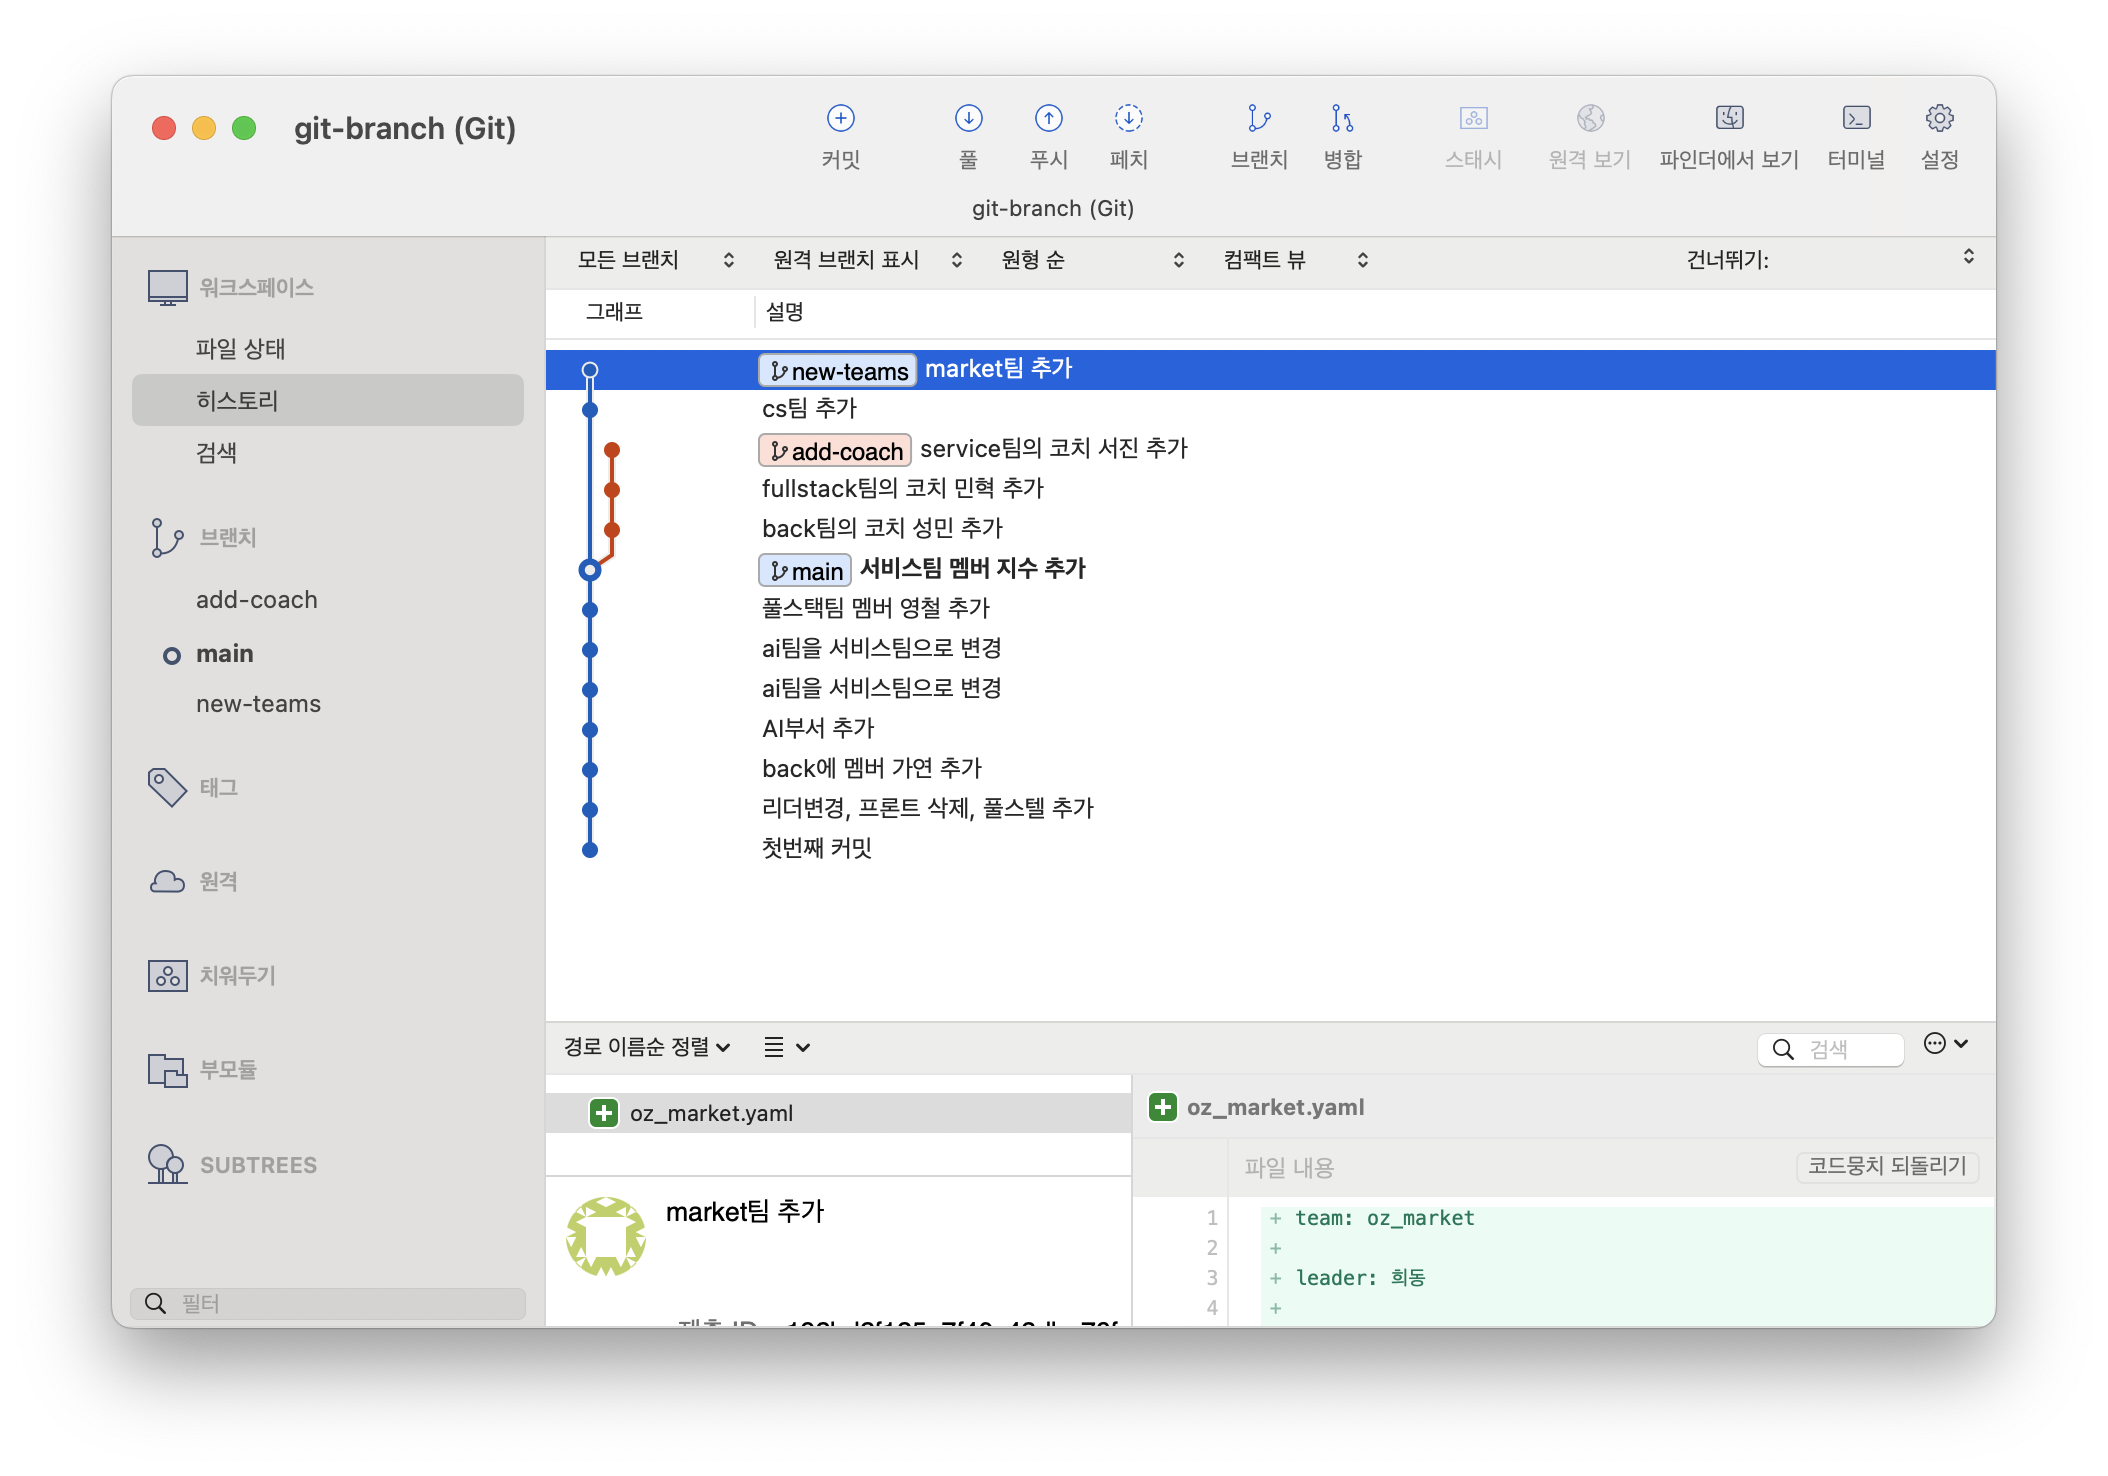 git-branch (Git)
커밋
풀
푸시
페치
브랜치
병합
스태시
원격 보기
파인더에서 보기
터미널
설정
git-branch (Git)
워크스페이스
파일 상태
히스토리
검색
브랜치
add-coach
main
new-teams
태그
원격
치워두기
부모듈
SUBTREES
필터
모든 브랜치
원격 브랜치 표시
원형 순
컴팩트 뷰
건너뛰기:
그래프
설명
new-teams market팀 추가
cs팀 추가
add-coach service팀의 코치 서진 추가
fullstack팀의 코치 민혁 추가
back팀의 코치 성민 추가
main 서비스팀 멤버 지수 추가
풀스택팀 멤버 영철 추가
ai팀을 서비스팀으로 변경
ai팀을 서비스팀으로 변경
AI부서 추가
back에 멤버 가연 추가
리더변경, 프론트 삭제, 풀스텔 추가
첫번째 커밋
경로 이름순 정렬
검색
oz_market.yaml
market팀 추가
oz_market.yaml
파일 내용
코드뭉치 되돌리기
1 + team: oz_market
2 +
3 + leader: 희동
4 +